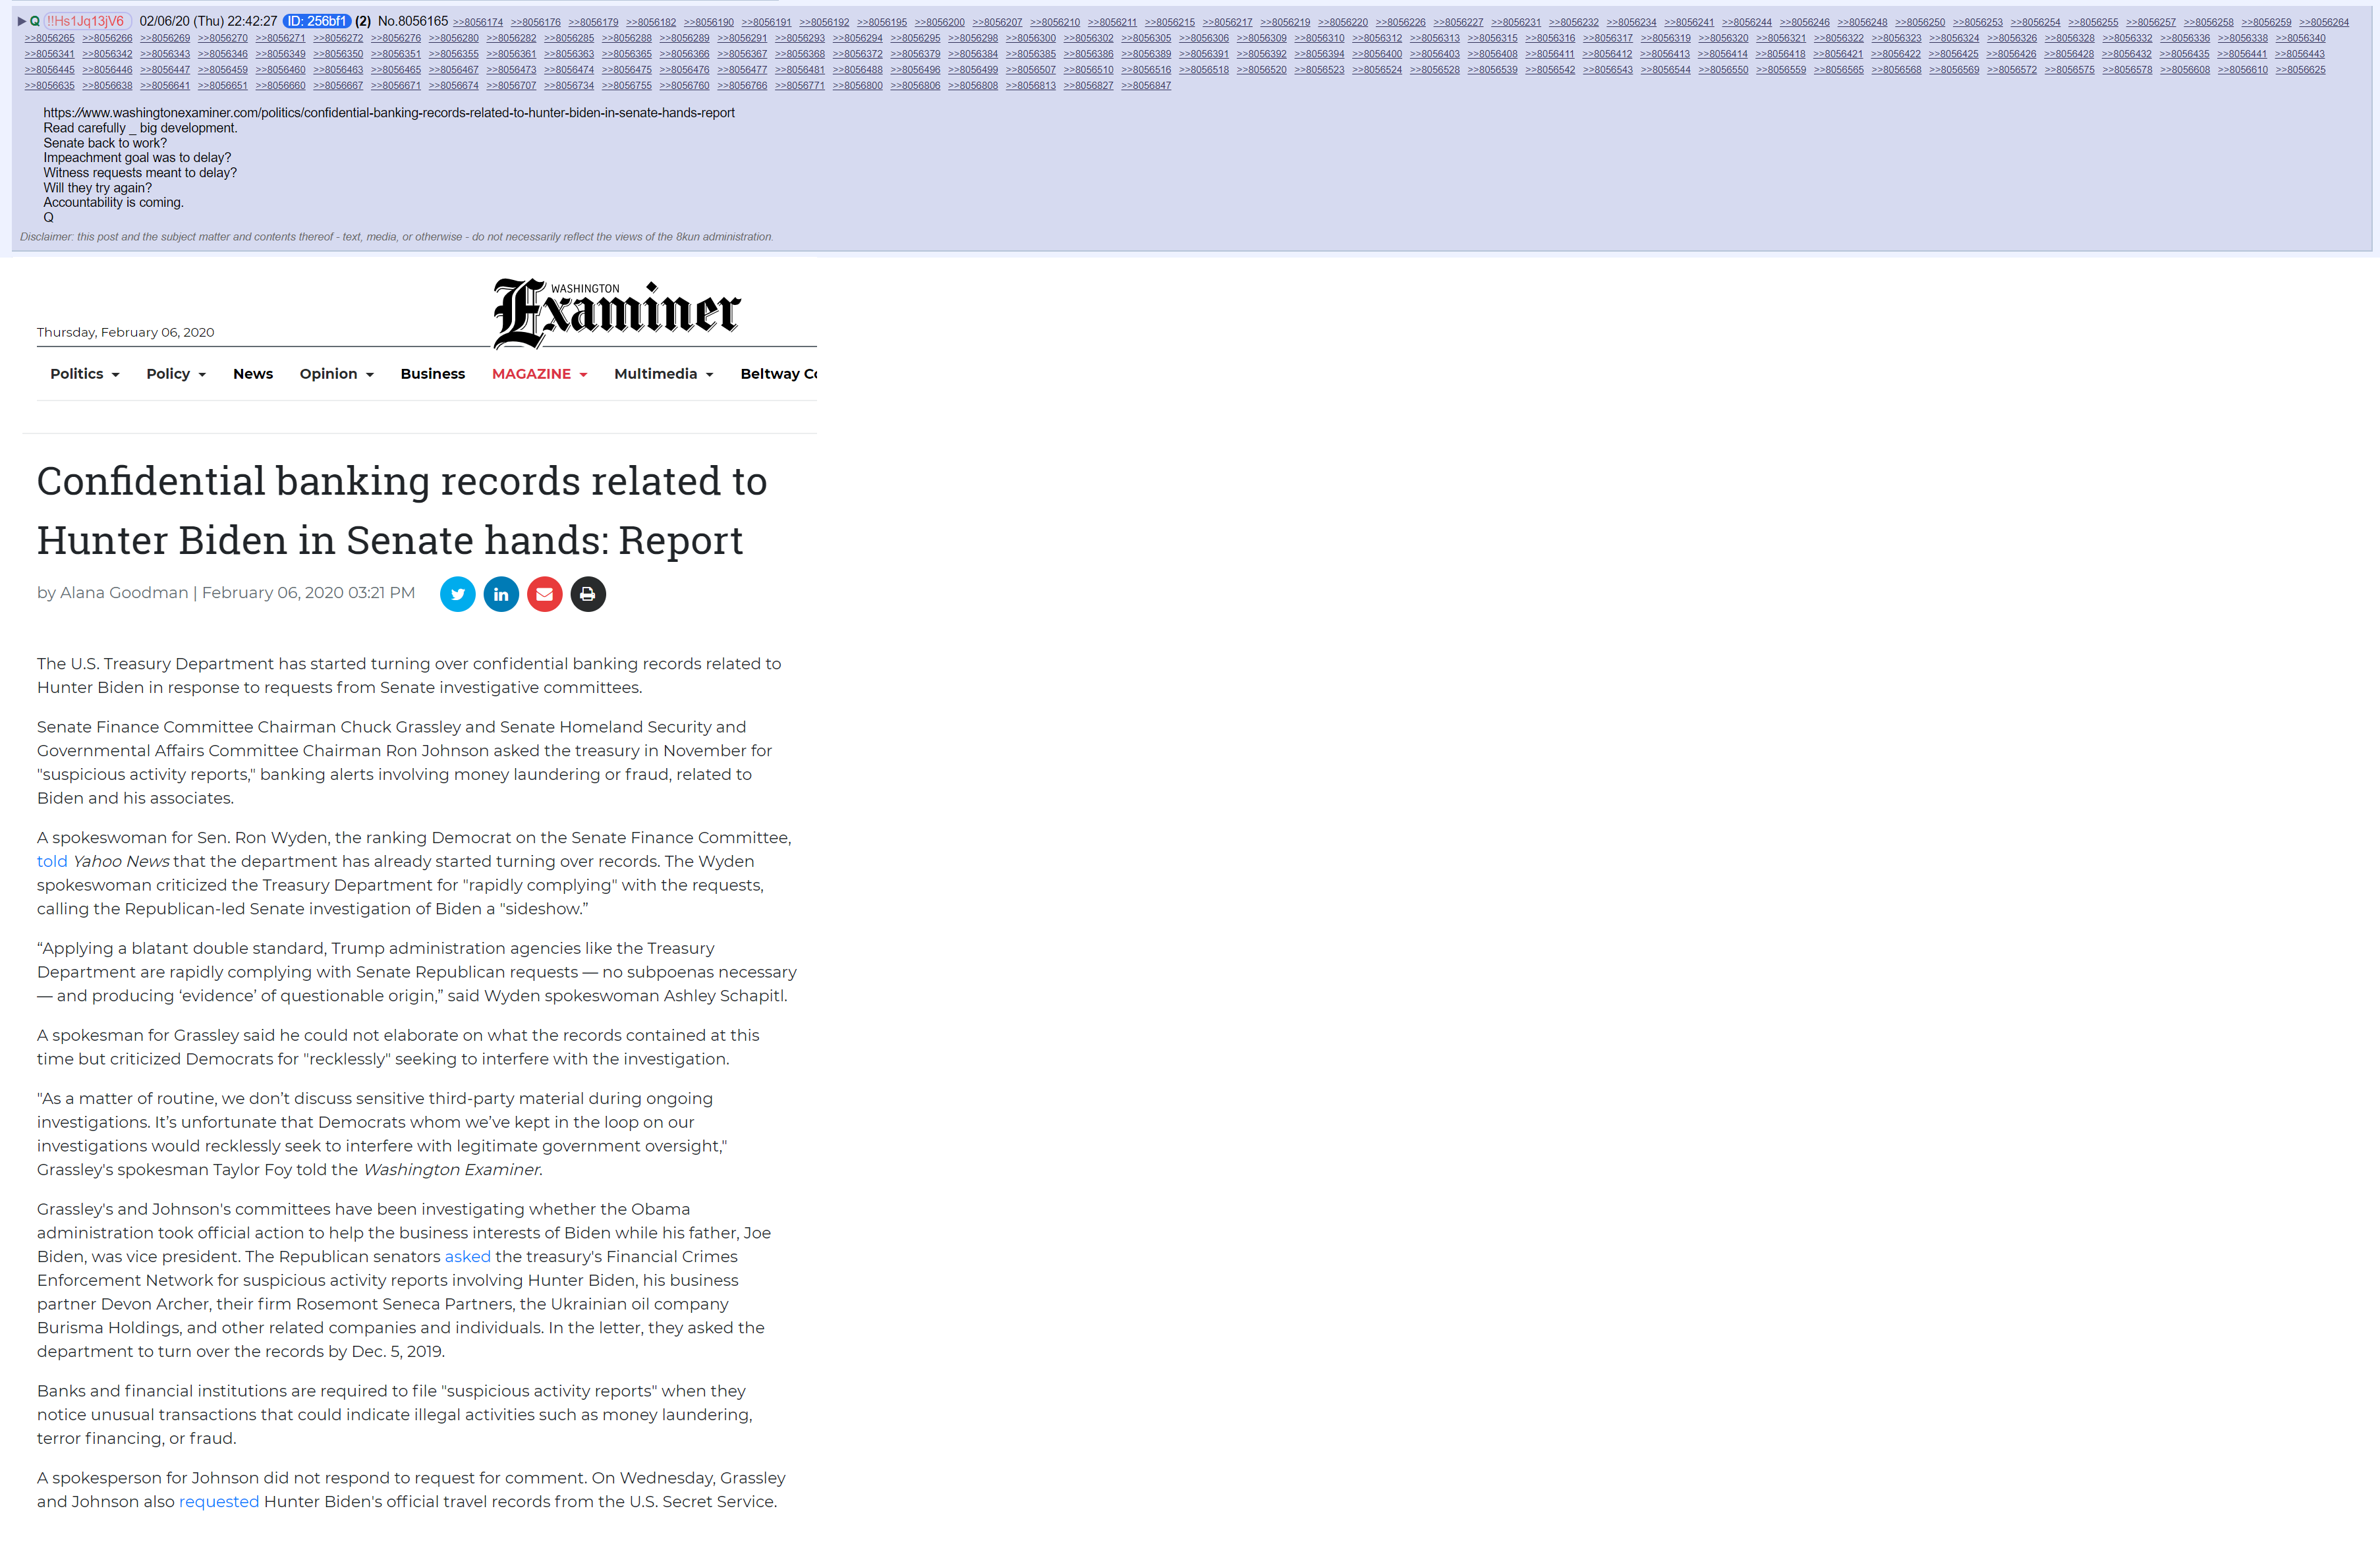 ▶ Q !!Hs1Jq13jV6 02/06/20 (Thu) 22:42:27 ID: 256bf1 (2) No.8056165 >>8056174 >>8056176 >>8056179 >>8056182 >>8056190 >>8056191 >>8056192 >>8056195 >>8056200 >>8056207 >>8056210 >>8056211 >>8056215 >>8056217 >>8056219 >>8056220 >>8056226 >>8056227 >>8056231 >>8056232 >>8056234 >>8056241 >>8056244 >>8056246 >>8056248 >>8056250 >>8056253 >>8056254 >>8056255 >>8056257 >>8056258 >>8056259 >>8056264
>>8056265 >>8056266 >>8056269 >>8056270 >>8056271 >>8056272 >>8056276 >>8056280 >>8056282 >>8056285 >>8056288 >>8056289 >>8056291 >>8056293 >>8056294 >>8056295 >>8056298 >>8056300 >>8056302 >>8056305 >>8056306 >>8056309 >>8056310 >>8056312 >>8056313 >>8056315 >>8056316 >>8056317 >>8056319 >>8056320 >>8056321 >>8056322 >>8056323 >>8056324 >>8056326 >>8056328 >>8056332 >>8056336 >>8056338 >>8056340
>>8056341 >>8056342 >>8056343 >>8056346 >>8056349 >>8056350 >>8056351 >>8056355 >>8056361 >>8056363 >>8056365 >>8056366 >>8056367 >>8056368 >>8056372 >>8056379 >>8056384 >>8056385 >>8056386 >>8056389 >>8056391 >>8056392 >>8056394 >>8056400 >>8056403 >>8056408 >>8056411 >>8056412 >>8056413 >>8056414 >>8056418 >>8056421 >>8056422 >>8056425 >>8056426 >>8056428 >>8056432 >>8056435 >>8056441 >>8056443
>>8056445 >>8056446 >>8056447 >>8056459 >>8056460 >>8056463 >>8056465 >>8056467 >>8056473 >>8056474 >>8056475 >>8056476 >>8056477 >>8056481 >>8056488 >>8056496 >>8056499 >>8056507 >>8056510 >>8056516 >>8056518 >>8056520 >>8056523 >>8056524 >>8056528 >>8056539 >>8056542 >>8056543 >>8056544 >>8056550 >>8056559 >>8056565 >>8056568 >>8056569 >>8056572 >>8056575 >>8056578 >>8056608 >>8056610 >>8056625
>>8056635 >>8056638 >>8056641 >>8056651 >>8056660 >>8056667 >>8056671 >>8056674 >>8056707 >>8056734 >>8056755 >>8056760 >>8056766 >>8056771 >>8056800 >>8056806 >>8056808 >>8056813 >>8056827 >>8056847
https://www.washingtonexaminer.com/politics/confidential-banking-records-related-to-hunter-biden-in-senate-hands-report
Read carefully _ big development.
Senate back to work?
Impeachment goal was to delay?
Witness requests meant to delay?
Will they try again?
Accountability is coming.
Q
Disclaimer: this post and the subject matter and contents thereof - text, media, or otherwise - do not necessarily reflect the views of the 8kun administration.
WASHINGTON
Examiner
Thursday, February 06, 2020
Politics Policy News Opinion Business MAGAZINE Multimedia Beltway Co
Confidential banking records related to
Hunter Biden in Senate hands: Report
by Alana Goodman | February 06, 2020 03:21 PM
The U.S. Treasury Department has started turning over confidential banking records related to
Hunter Biden in response to requests from Senate investigative committees.
Senate Finance Committee Chairman Chuck Grassley and Senate Homeland Security and
Governmental Affairs Committee Chairman Ron Johnson asked the treasury in November for
"suspicious activity reports," banking alerts involving money laundering or fraud, related to
Biden and his associates.
A spokeswoman for Sen. Ron Wyden, the ranking Democrat on the Senate Finance Committee,
told Yahoo News that the department has already started turning over records. The Wyden
spokeswoman criticized the Treasury Department for "rapidly complying" with the requests,
calling the Republican-led Senate investigation of Biden a "sideshow.”
“Applying a blatant double standard, Trump administration agencies like the Treasury
Department are rapidly complying with Senate Republican requests — no subpoenas necessary
— and producing ‘evidence’ of questionable origin,” said Wyden spokeswoman Ashley Schapitl.
A spokesman for Grassley said he could not elaborate on what the records contained at this
time but criticized Democrats for "recklessly" seeking to interfere with the investigation.
"As a matter of routine, we don’t discuss sensitive third-party material during ongoing
investigations. It’s unfortunate that Democrats whom we’ve kept in the loop on our
investigations would recklessly seek to interfere with legitimate government oversight,"
Grassley's spokesman Taylor Foy told the Washington Examiner.
Grassley's and Johnson's committees have been investigating whether the Obama
administration took official action to help the business interests of Biden while his father, Joe
Biden, was vice president. The Republican senators asked the treasury's Financial Crimes
Enforcement Network for suspicious activity reports involving Hunter Biden, his business
partner Devon Archer, their firm Rosemont Seneca Partners, the Ukrainian oil company
Burisma Holdings, and other related companies and individuals. In the letter, they asked the
department to turn over the records by Dec. 5, 2019.
Banks and financial institutions are required to file "suspicious activity reports" when they
notice unusual transactions that could indicate illegal activities such as money laundering,
terror financing, or fraud.
A spokesperson for Johnson did not respond to request for comment. On Wednesday, Grassley
and Johnson also requested Hunter Biden's official travel records from the U.S. Secret Service.